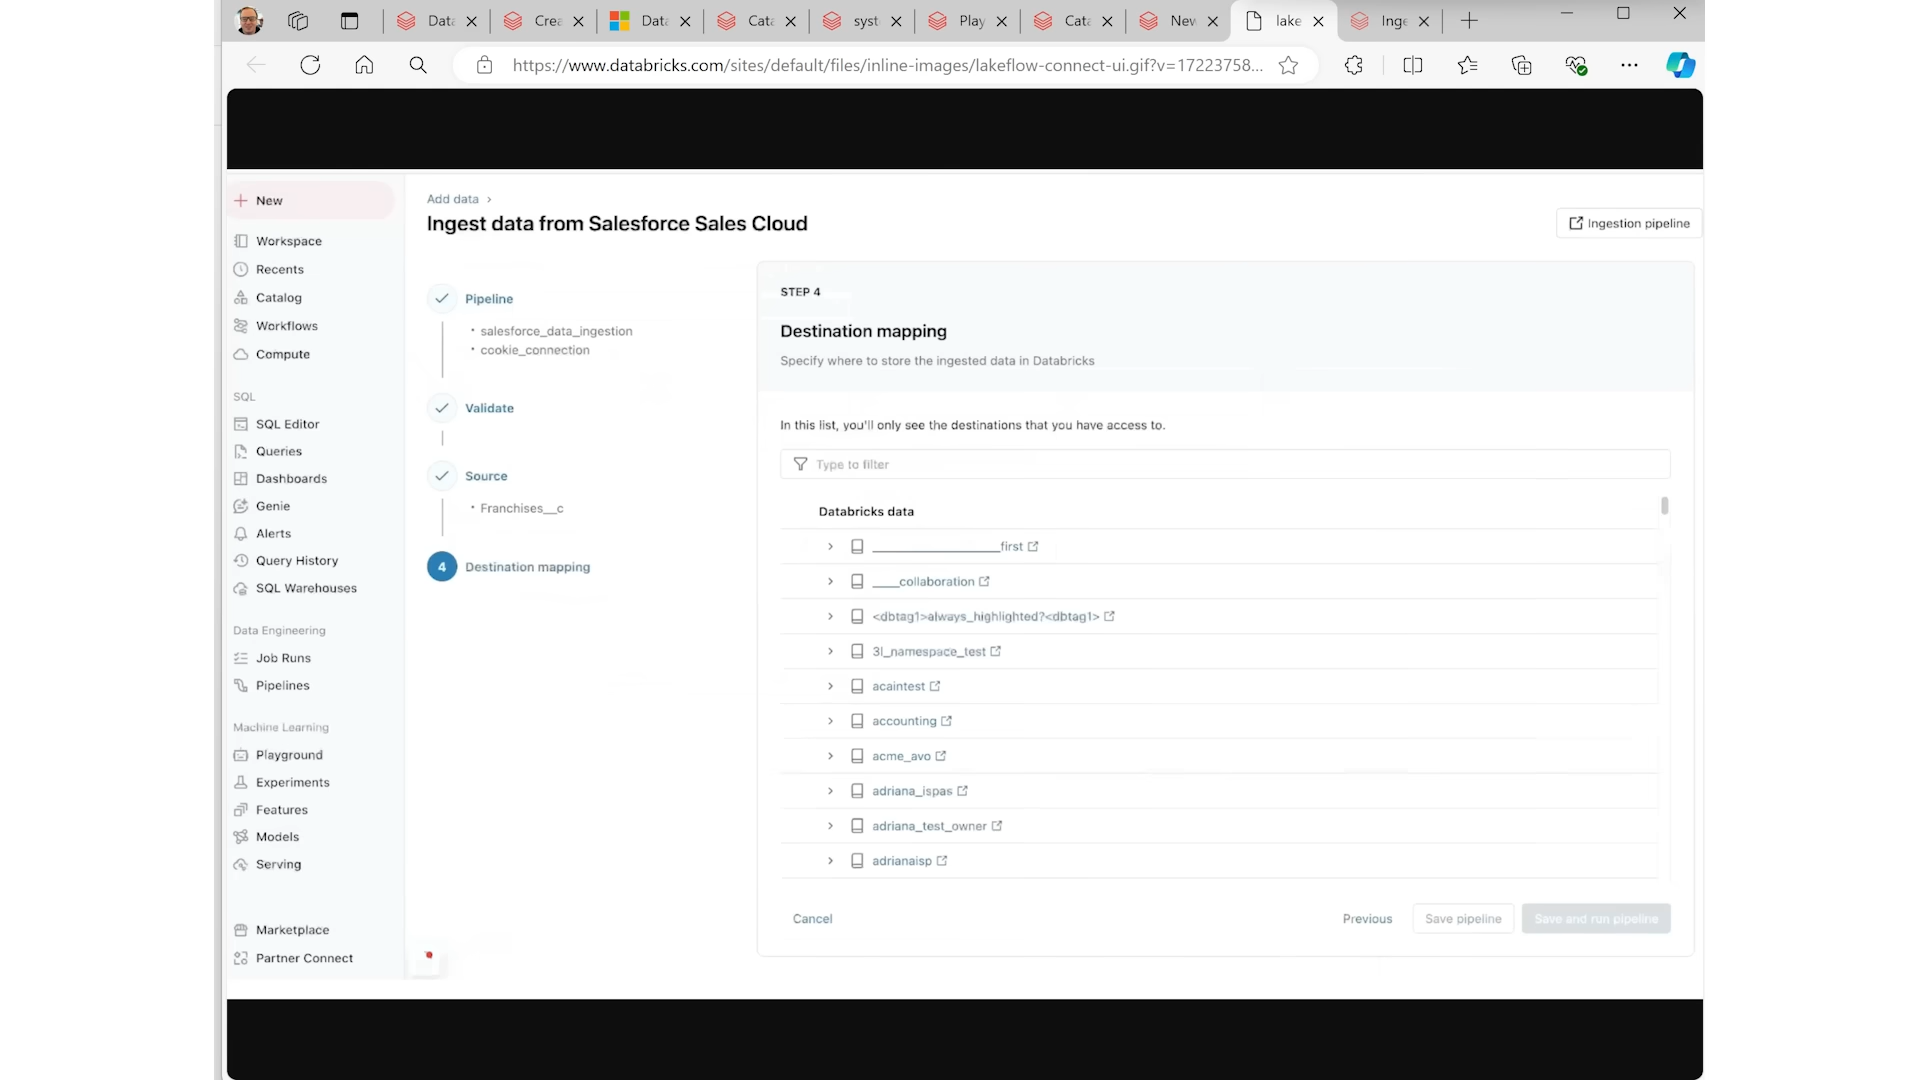 Data
Crea
Data
Cata
syst
Play
Cata
New
lake
Inge
https://www.databricks.com/sites/default/files/inline-images/lakeflow-connect-ui.gif?v=17223758...
New
Workspace
Recents
Catalog
Workflows
Compute
SQL
SQL Editor
Queries
Dashboards
Genie
Alerts
Query History
SQL Warehouses
Data Engineering
Job Runs
Pipelines
Machine Learning
Playground
Experiments
Features
Models
Serving
Marketplace
Partner Connect
Add data >
Ingest data from Salesforce Sales Cloud
Ingestion pipeline
Pipeline
• salesforce_data_ingestion
• cookie_connection
Validate
Source
• Franchises__c
4 Destination mapping
STEP 4
Destination mapping
Specify where to store the ingested data in Databricks
In this list, you'll only see the destinations that you have access to.
Type to filter
Databricks data
____________________first
____collaboration
<dbtag1>always_highlighted?<dbtag1>
3l_namespace_test
acaintest
accounting
acme_avo
adriana_ispas
adriana_test_owner
adrianaisp
Cancel
Previous
Save pipeline
Save and run pipeline